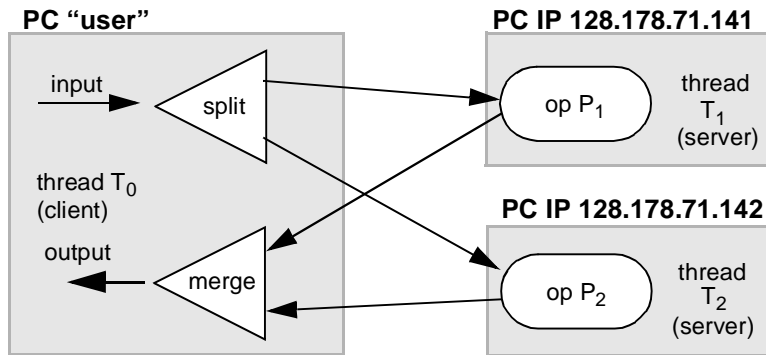 PC “user”
input
split
thread T0
(client)
output
merge
PC IP 128.178.71.141
op P1
thread
T1
(server)
PC IP 128.178.71.142
op P2
thread
T2
(server)